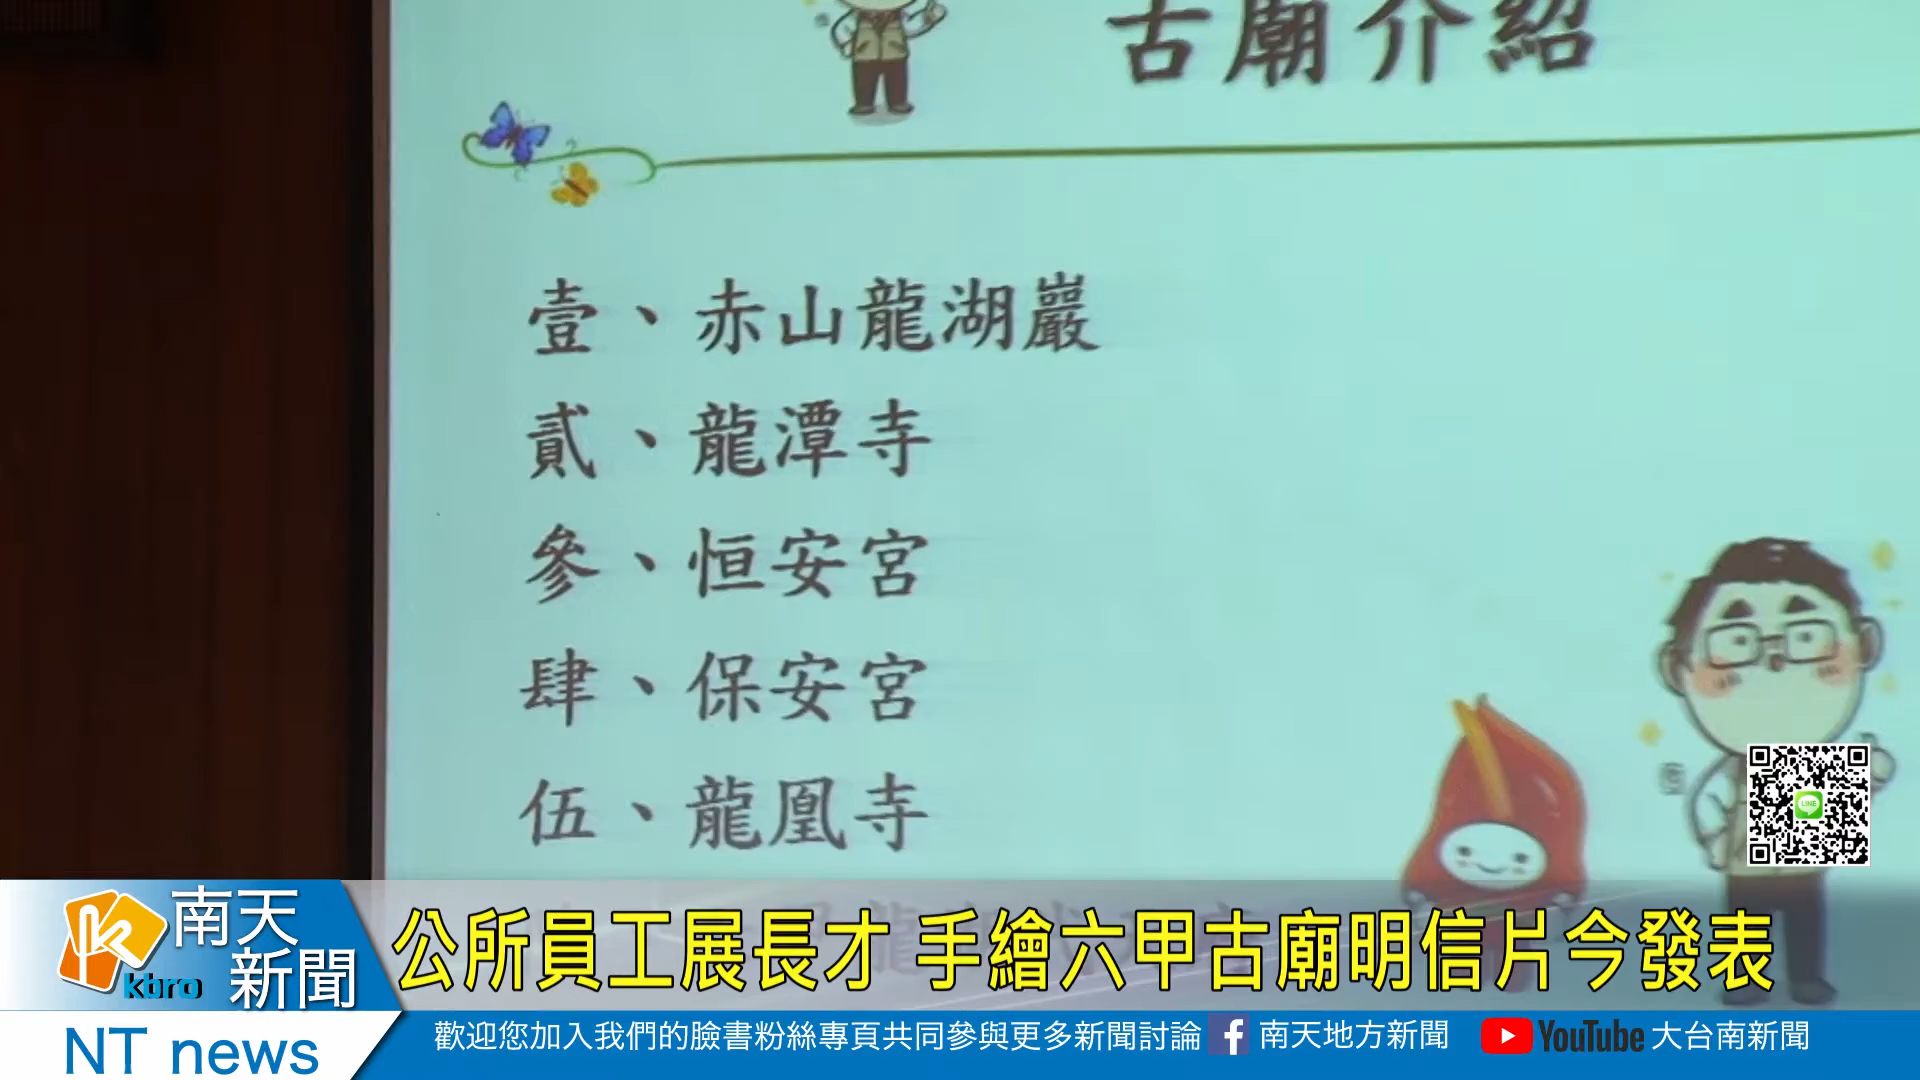 古廟介紹
壹、赤山龍湖巖
貳、龍潭寺
參、恒安宮
肆、保安宮
伍、龍凰寺
LINE
南天
新聞
kbro
公所員工展長才 手繪六甲古廟明信片今發表
NT news
歡迎您加入我們的臉書粉絲專頁共同參與更多新聞討論 南天地方新聞 YouTube 大台南新聞